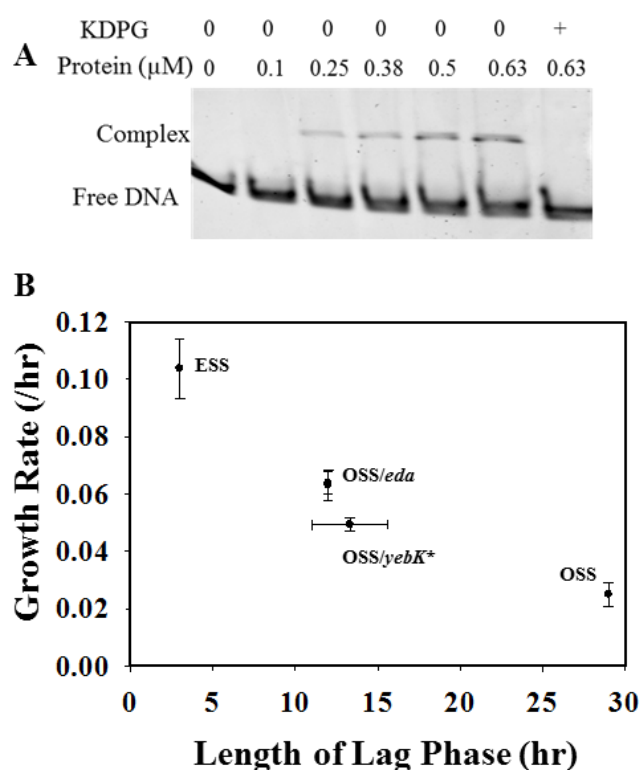 KDPG 0 0 0 0 0 0 +
A Protein (µM) 0 0.1 0.25 0.38 0.5 0.63 0.63
Complex
Free DNA
B
0.12
0.10
0.08
0.06
0.04
0.02
0.00
Growth Rate (/hr)
ESS
OSS/eda
OSS/yebK*
OSS
0 5 10 15 20 25 30
Length of Lag Phase (hr)